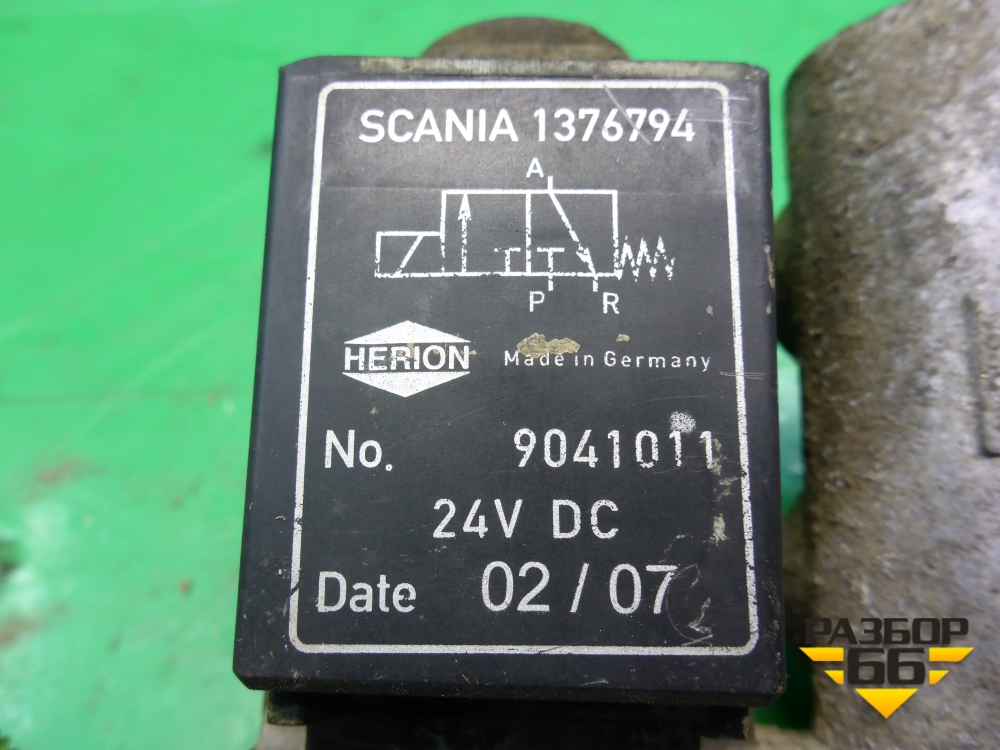 SCANIA 1376794
A
P R
HERION Made in Germany
No. 9041011
24V DC
Date 02 / 07
РАЗБОР
66